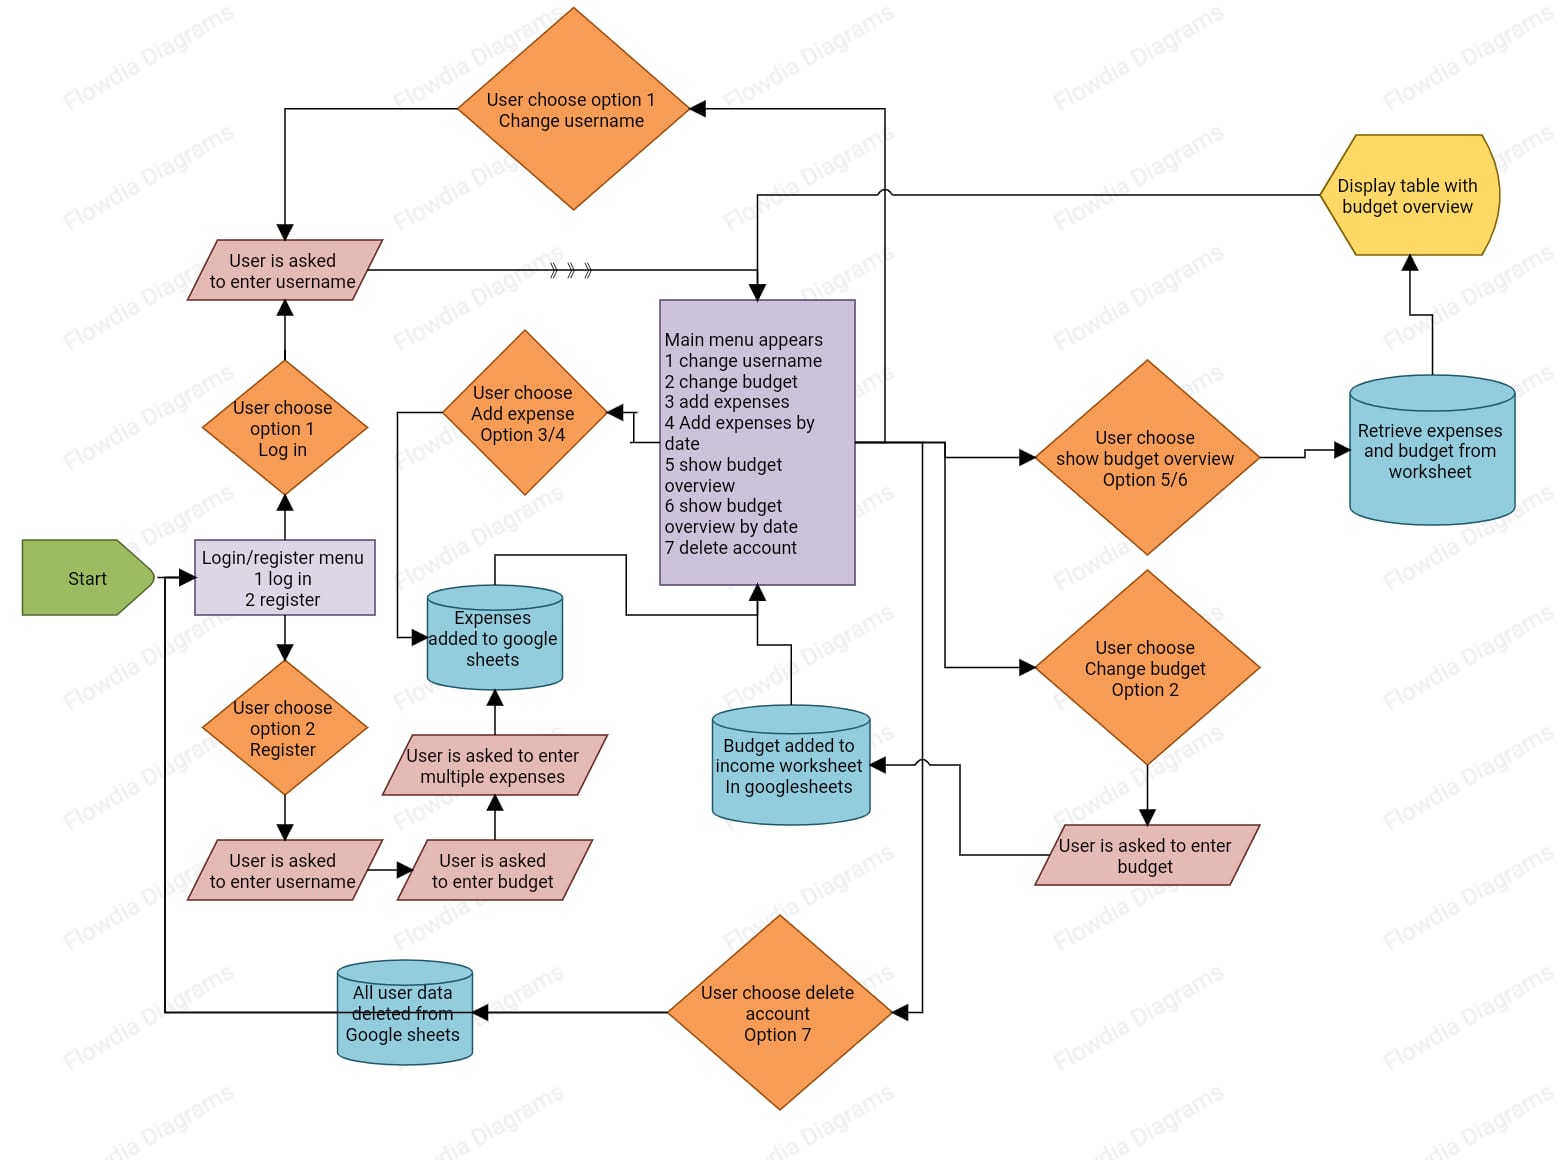 User choose option 1
Change username
Display table with
budget overview
User is asked
to enter username
Main menu appears
1 change username
2 change budget
3 add expenses
4 Add expenses by
date
5 show budget
overview
6 show budget
overview by date
7 delete account
User choose
Add expense
Option 3/4
User choose
option 1
Log in
User choose
show budget overview
Option 5/6
Retrieve expenses
and budget from
worksheet
Start
Login/register menu
1 log in
2 register
Expenses
added to google
sheets
User choose
Change budget
Option 2
User choose
option 2
Register
User is asked to enter
multiple expenses
Budget added to
income worksheet
In googlesheets
User is asked
to enter username
User is asked
to enter budget
User is asked to enter
budget
All user data
deleted from
Google sheets
User choose delete
account
Option 7
Flowdia Diagrams